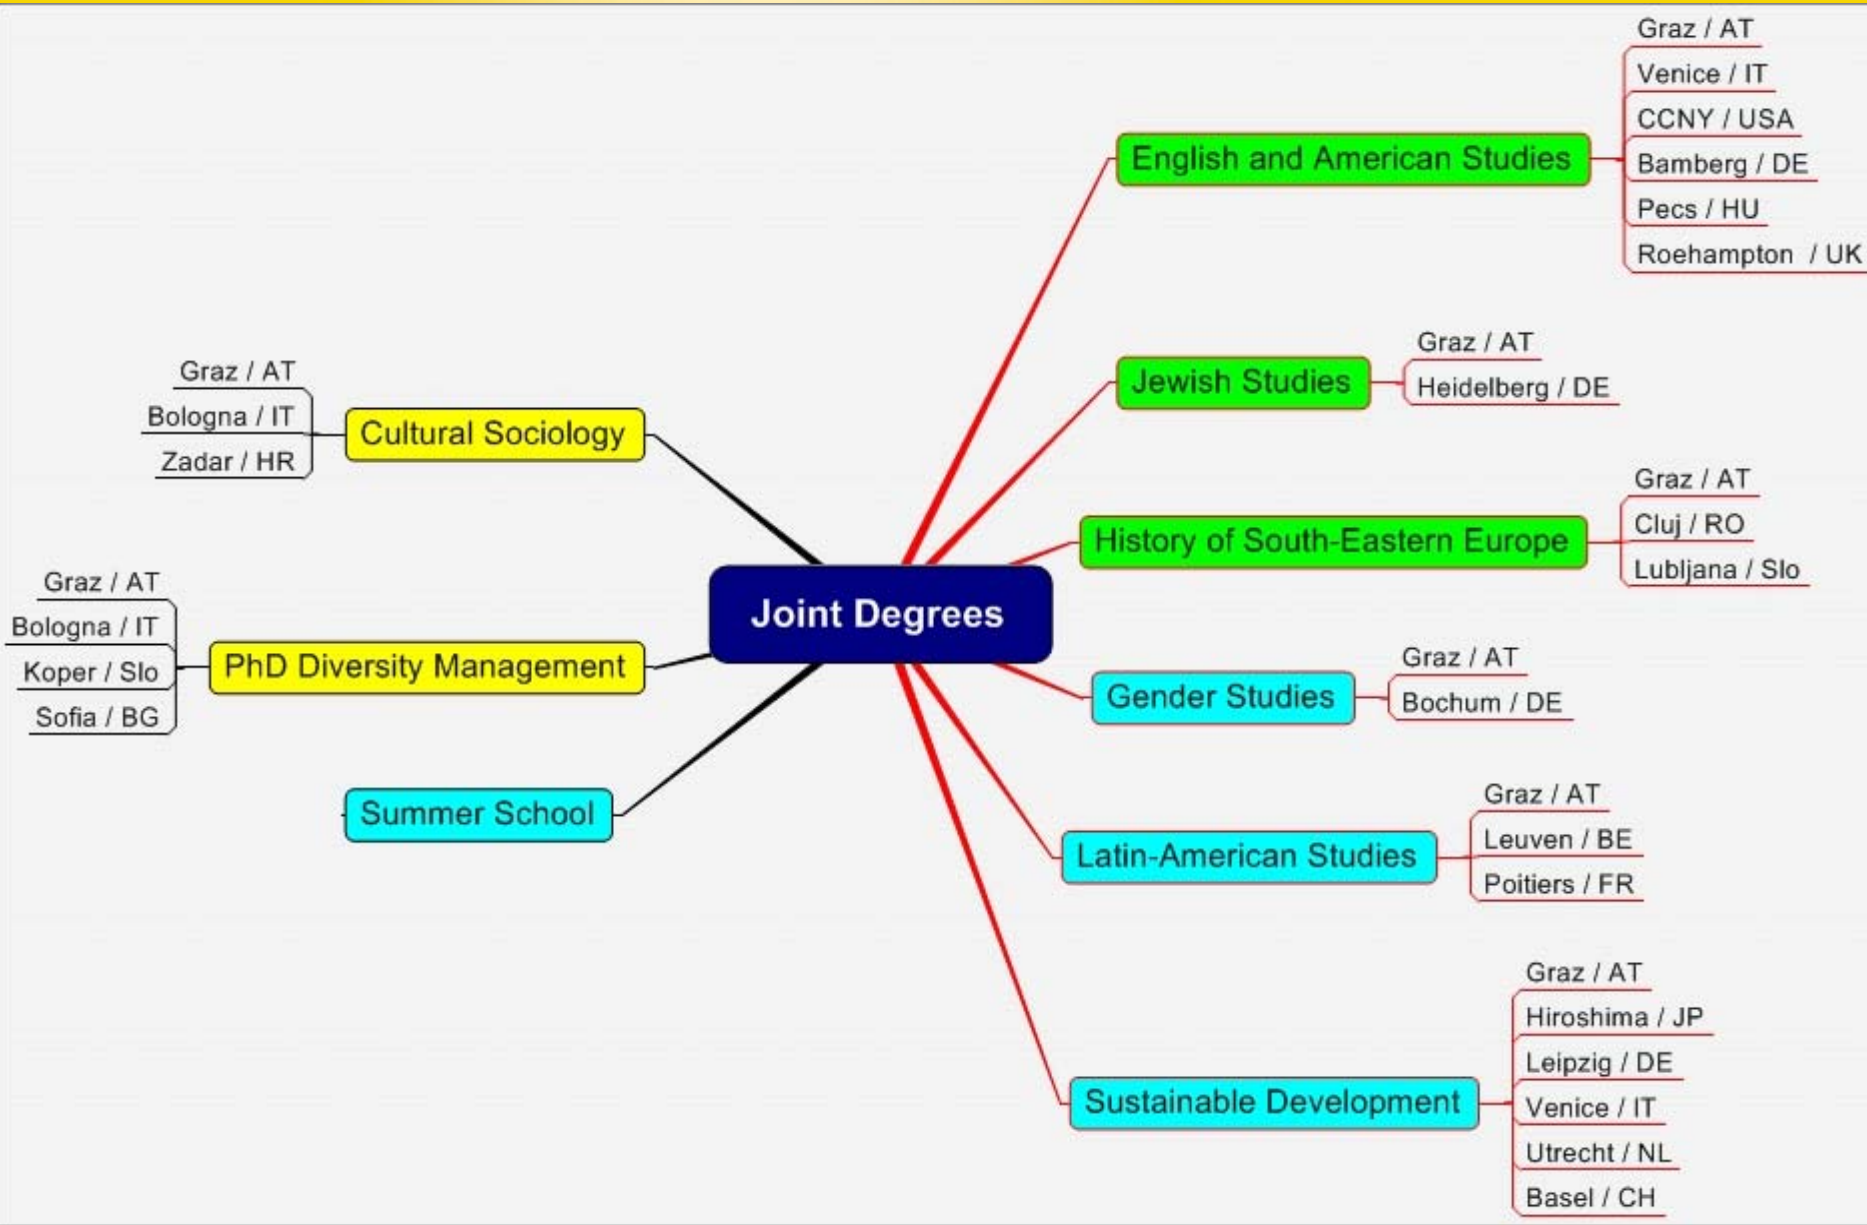 Joint Degrees
English and American Studies
Graz / AT
Venice / IT
CCNY / USA
Bamberg / DE
Pecs / HU
Roehampton / UK
Jewish Studies
Graz / AT
Heidelberg / DE
History of South-Eastern Europe
Graz / AT
Cluj / RO
Lubljana / Slo
Gender Studies
Graz / AT
Bochum / DE
Latin-American Studies
Graz / AT
Leuven / BE
Poitiers / FR
Sustainable Development
Graz / AT
Hiroshima / JP
Leipzig / DE
Venice / IT
Utrecht / NL
Basel / CH
Cultural Sociology
Graz / AT
Bologna / IT
Zadar / HR
PhD Diversity Management
Graz / AT
Bologna / IT
Koper / Slo
Sofia / BG
Summer School